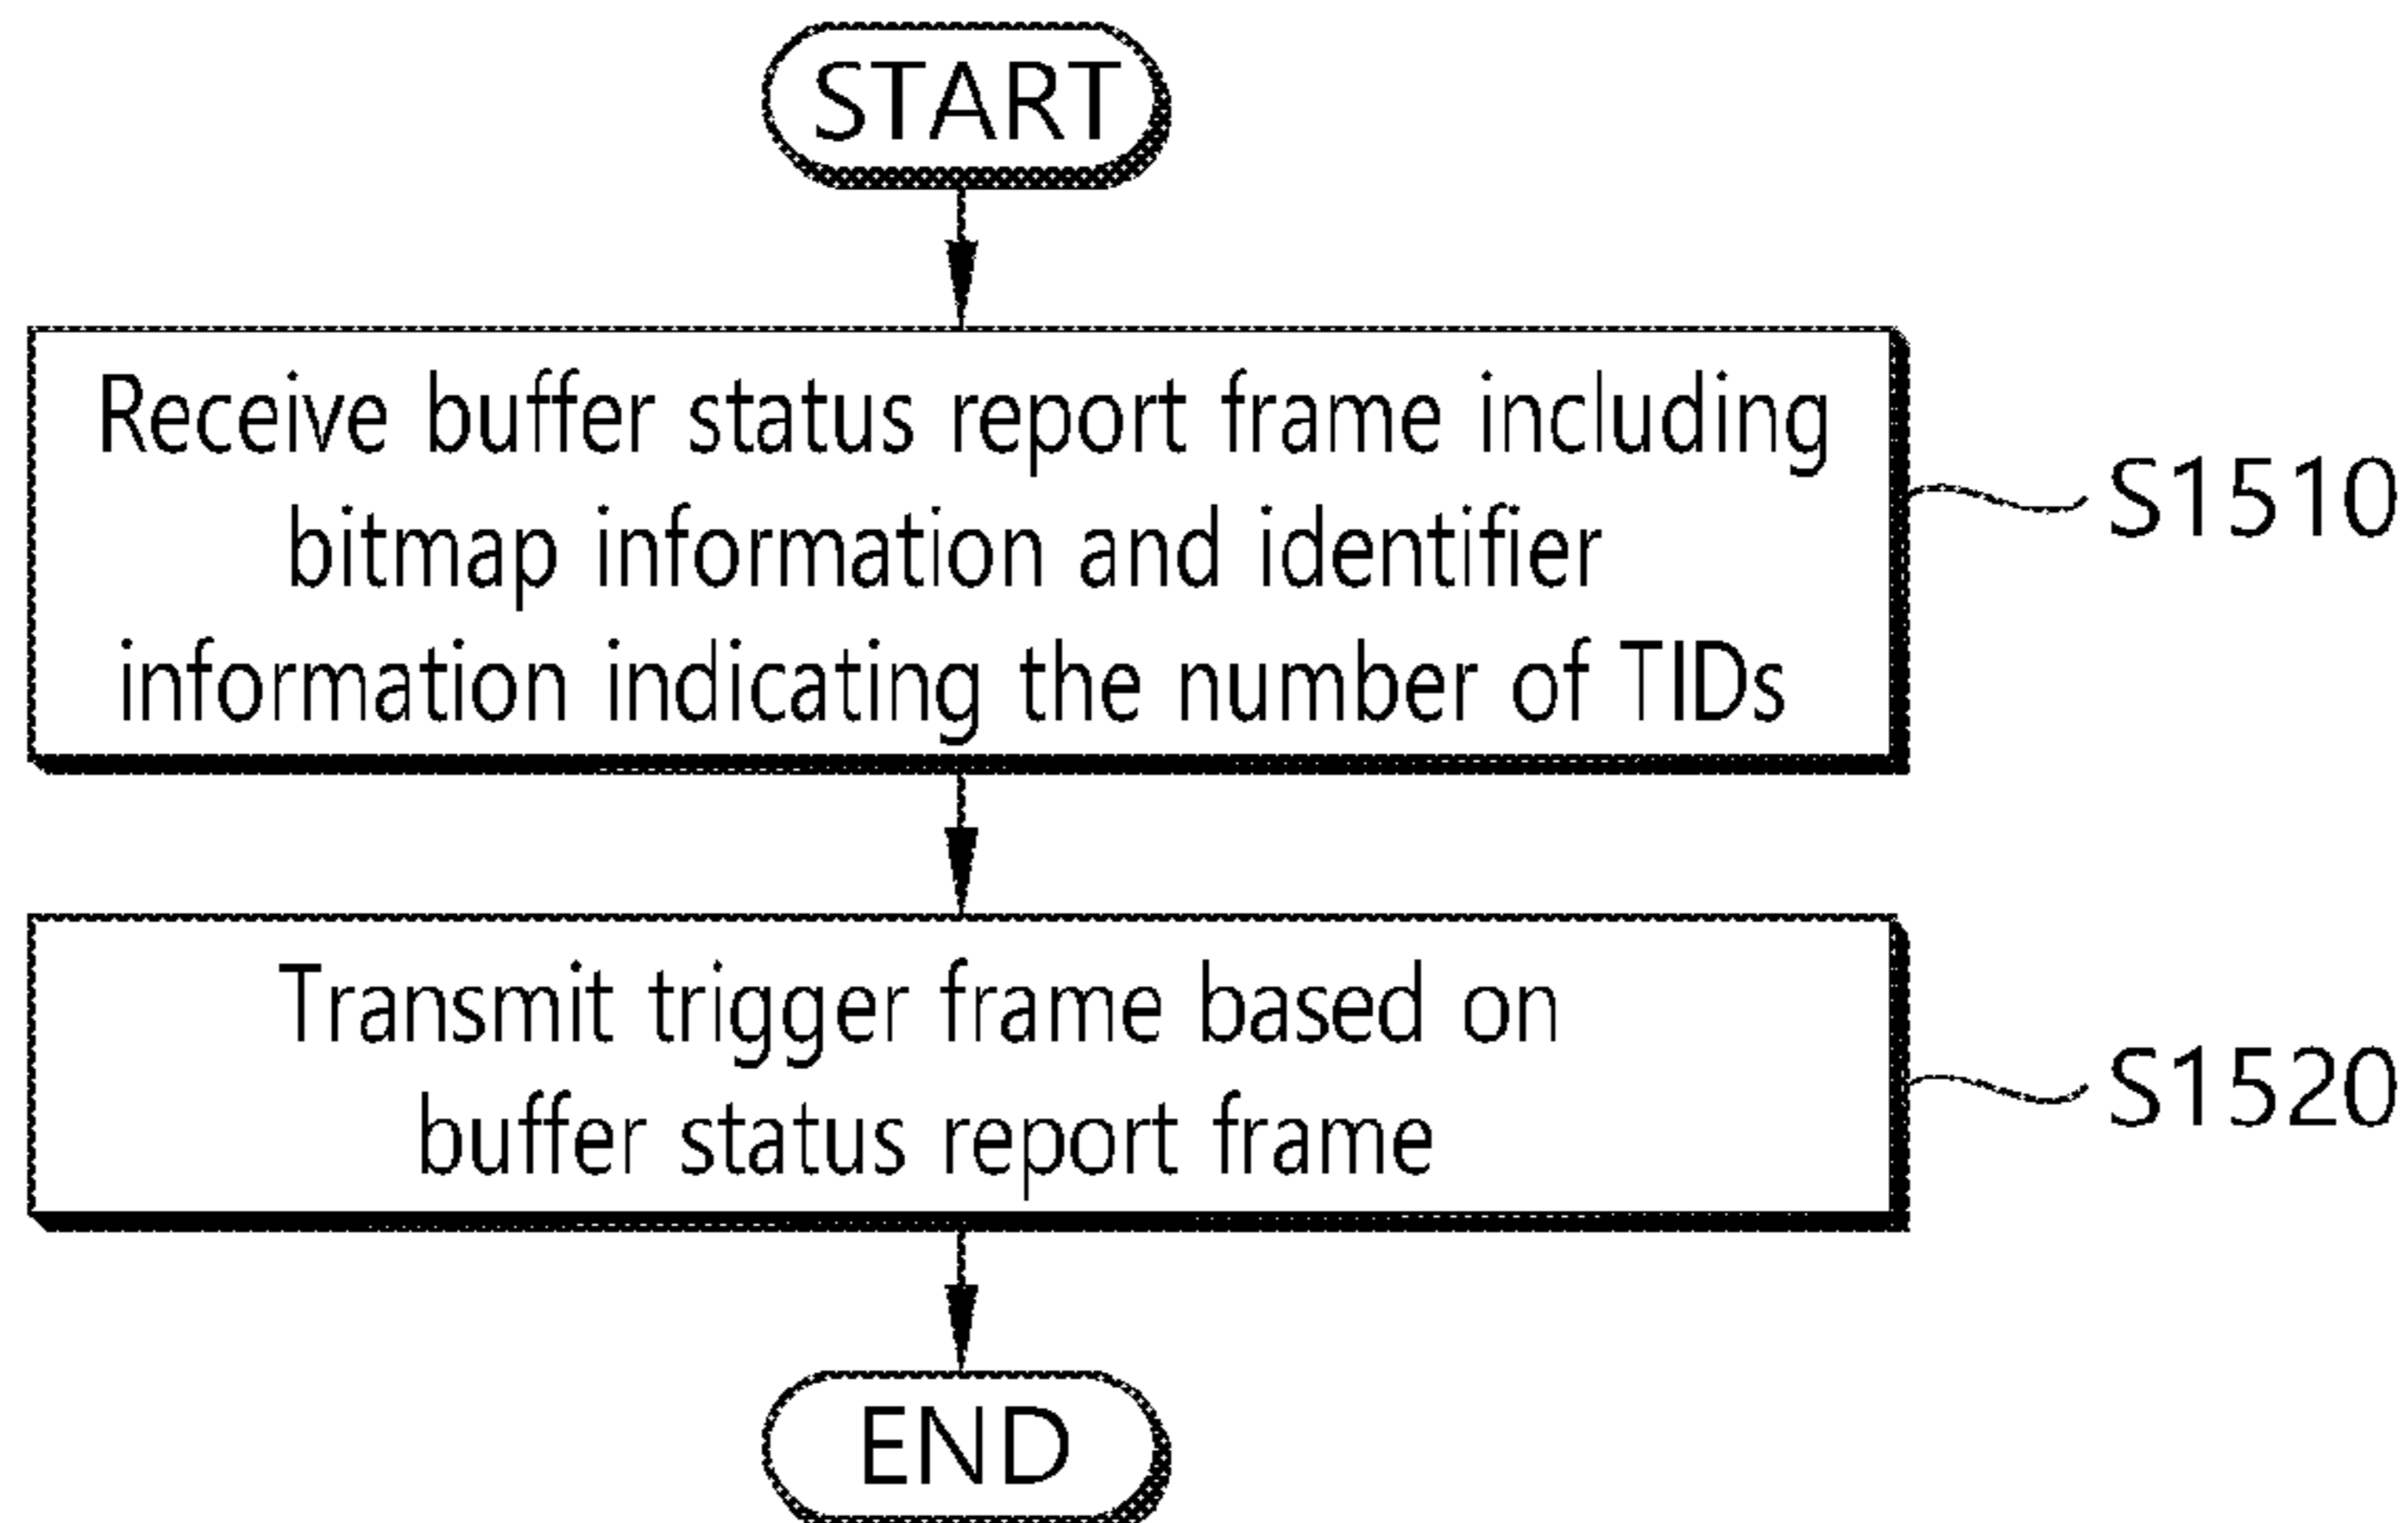 START
Receive buffer status report frame including
bitmap information and identifier
information indicating the number of TIDs
S1510
Transmit trigger frame based on
buffer status report frame
S1520
END